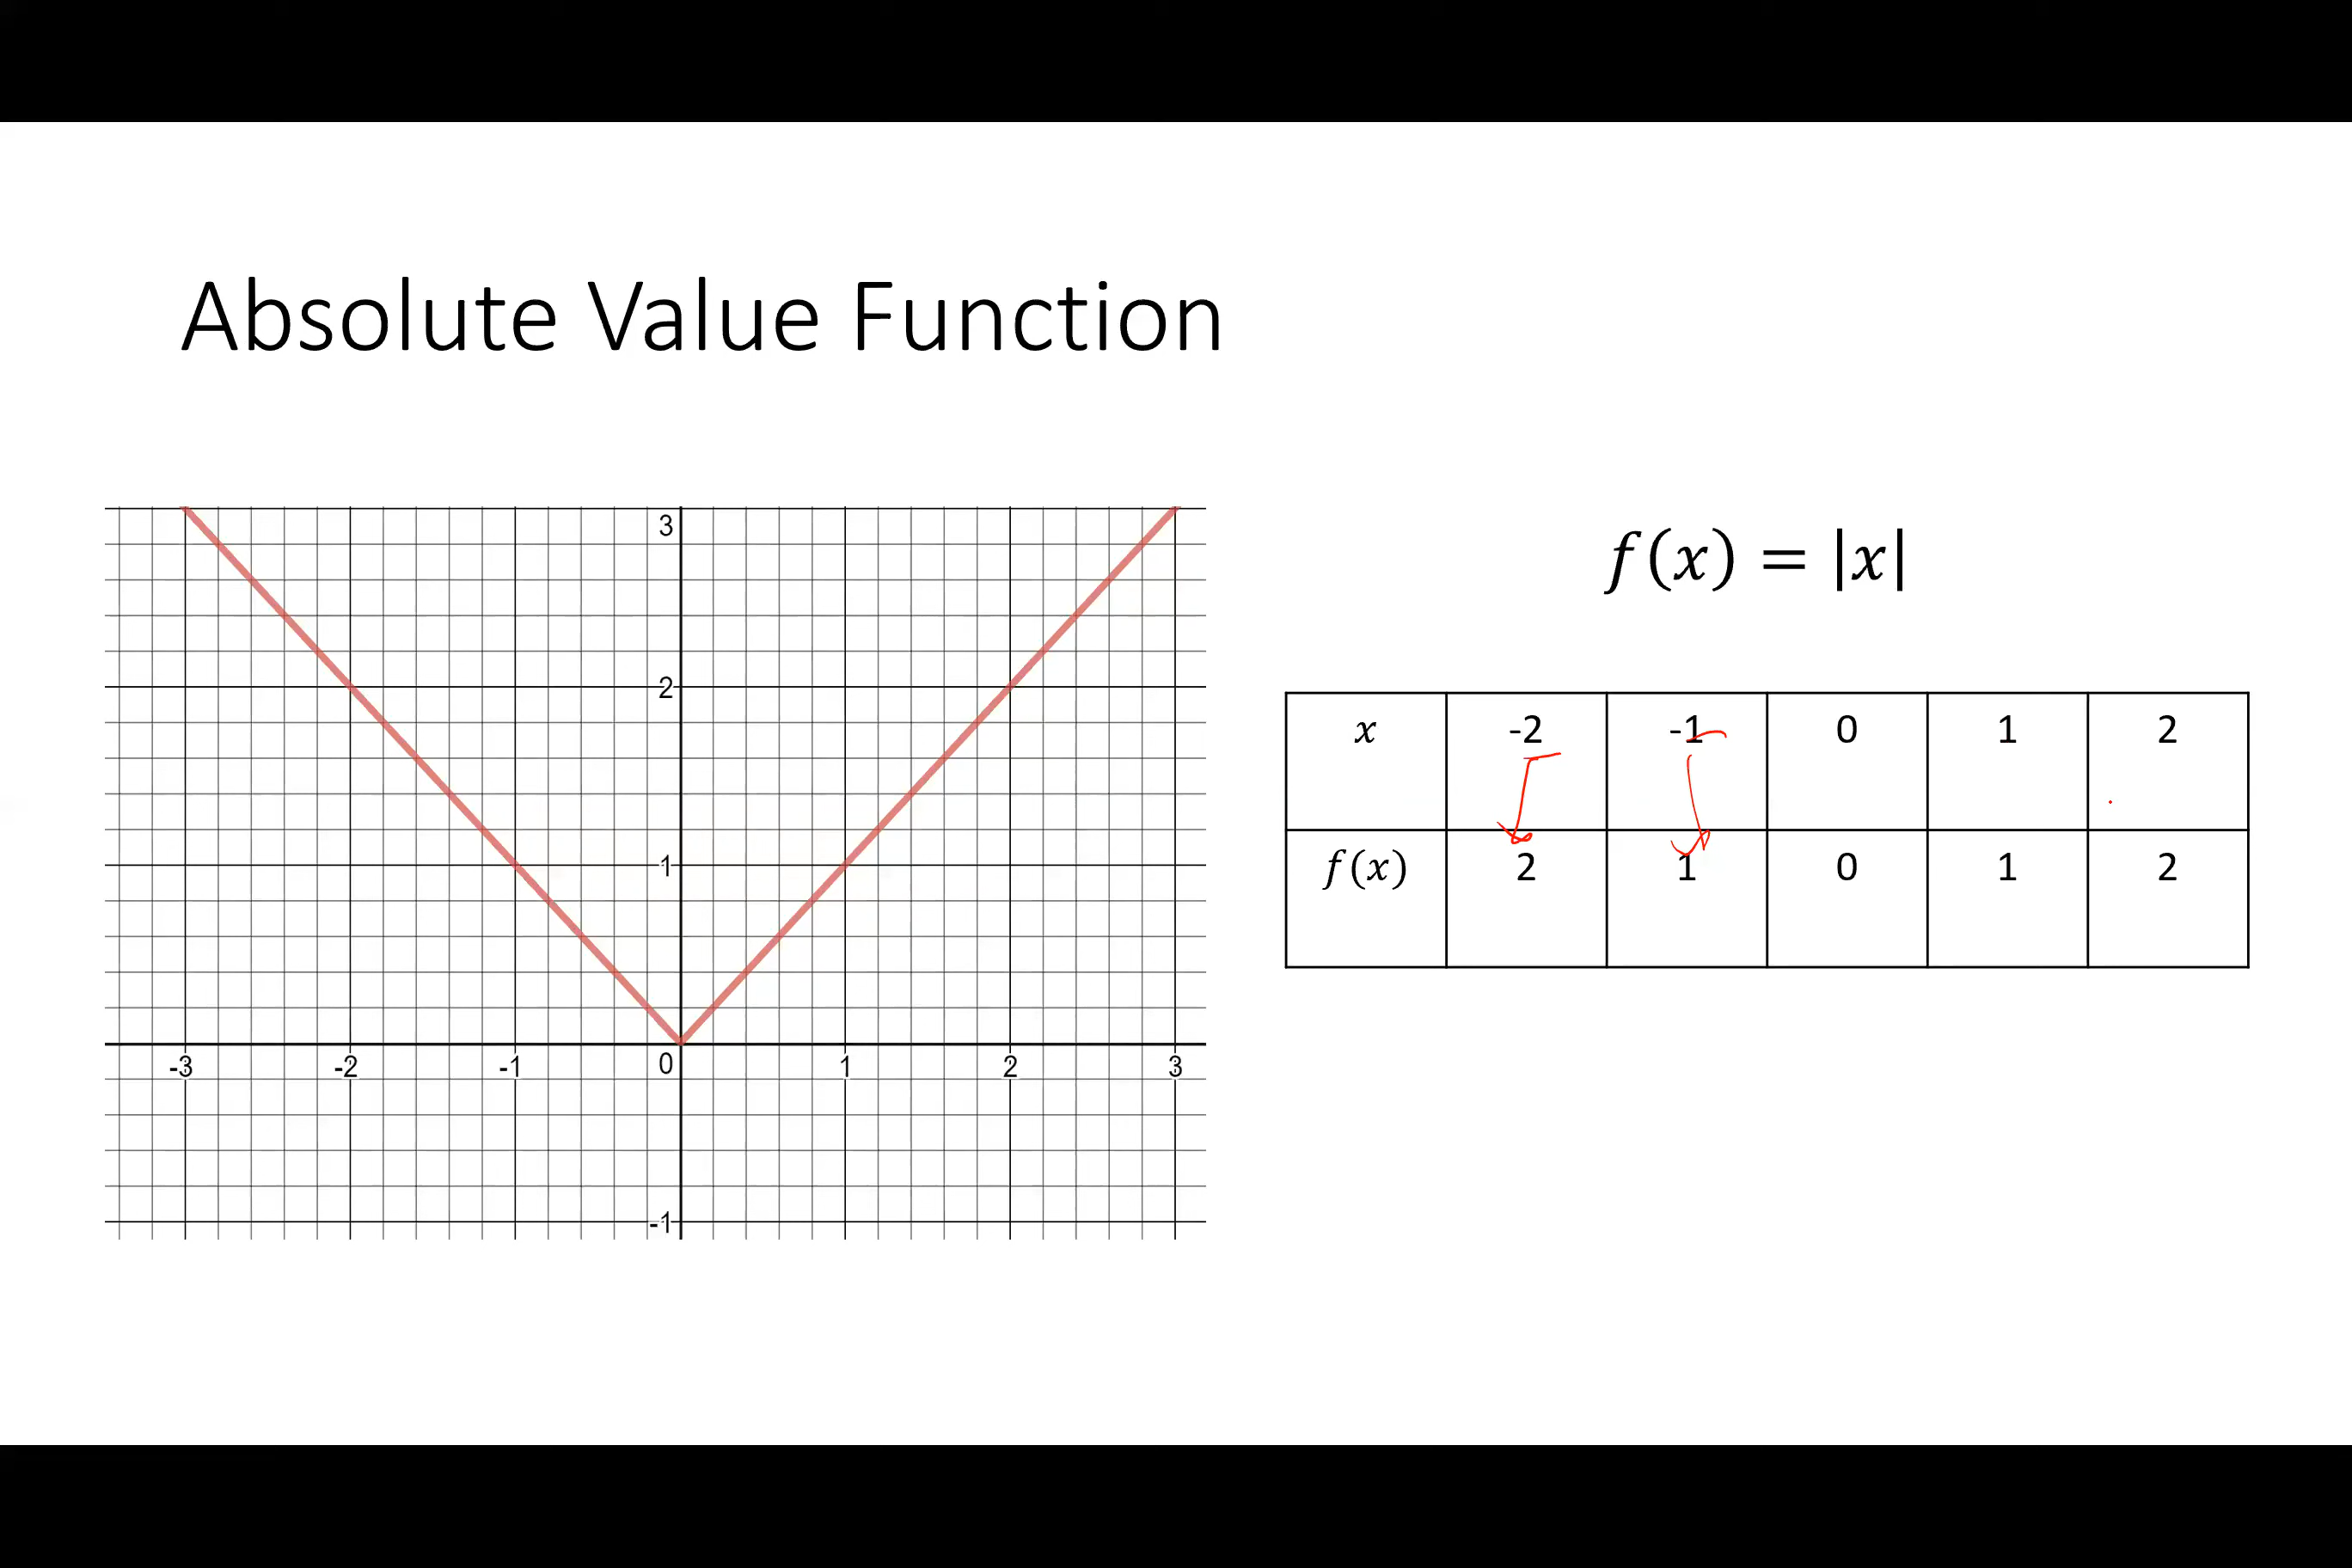 Absolute Value Function
3
2
1
-3 -2 -1 0 1 2 3
-1
f(x) = |x|
x -2 -1 0 1 2
f(x) 2 1 0 1 2